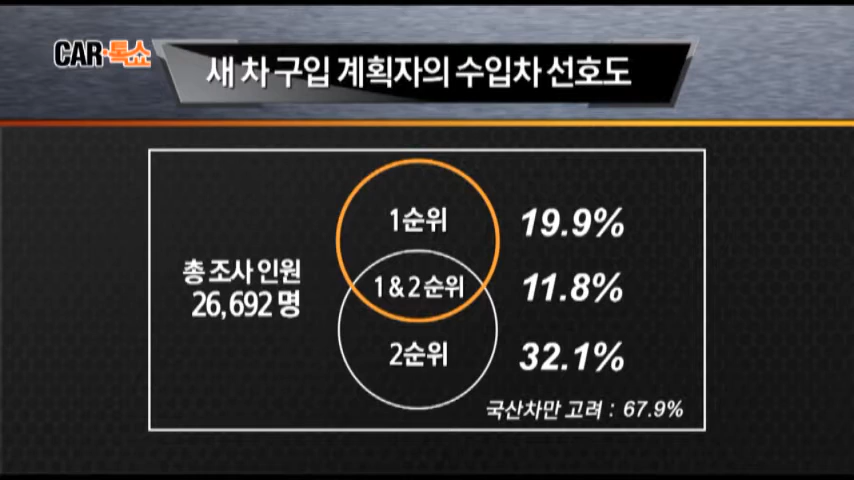 CAR·톡쇼
새 차 구입 계획자의 수입차 선호도
총 조사 인원
26,692 명
1순위
19.9%
1 & 2 순위
11.8%
2순위
32.1%
국산차만 고려 : 67.9%